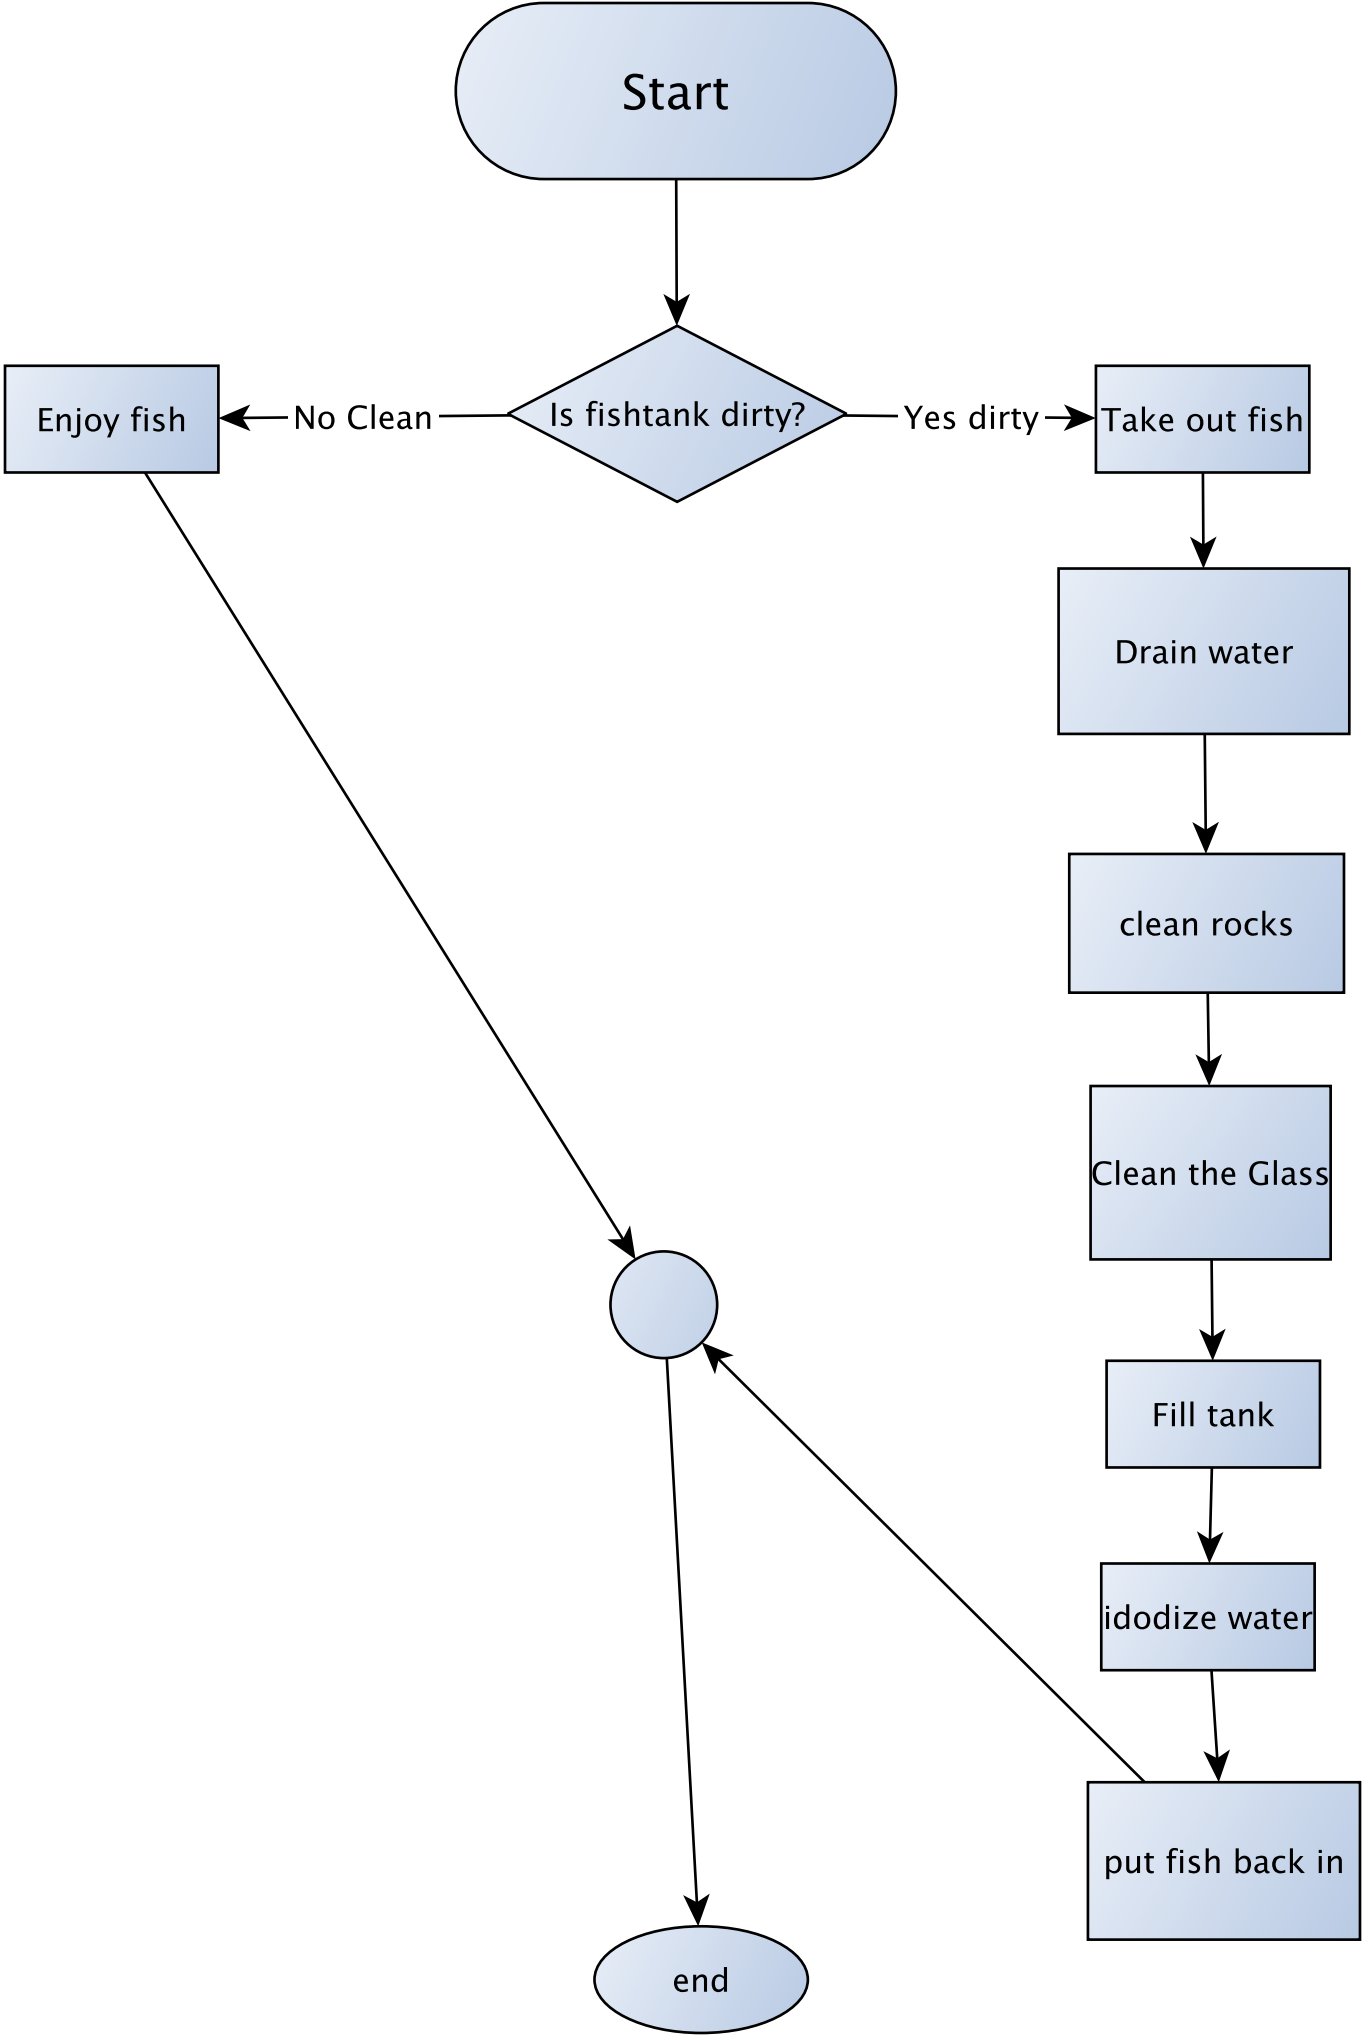 Start
Is fishtank dirty?
No Clean
Enjoy fish
Yes dirty
Take out fish
Drain water
clean rocks
Clean the Glass
Fill tank
idodize water
put fish back in
end